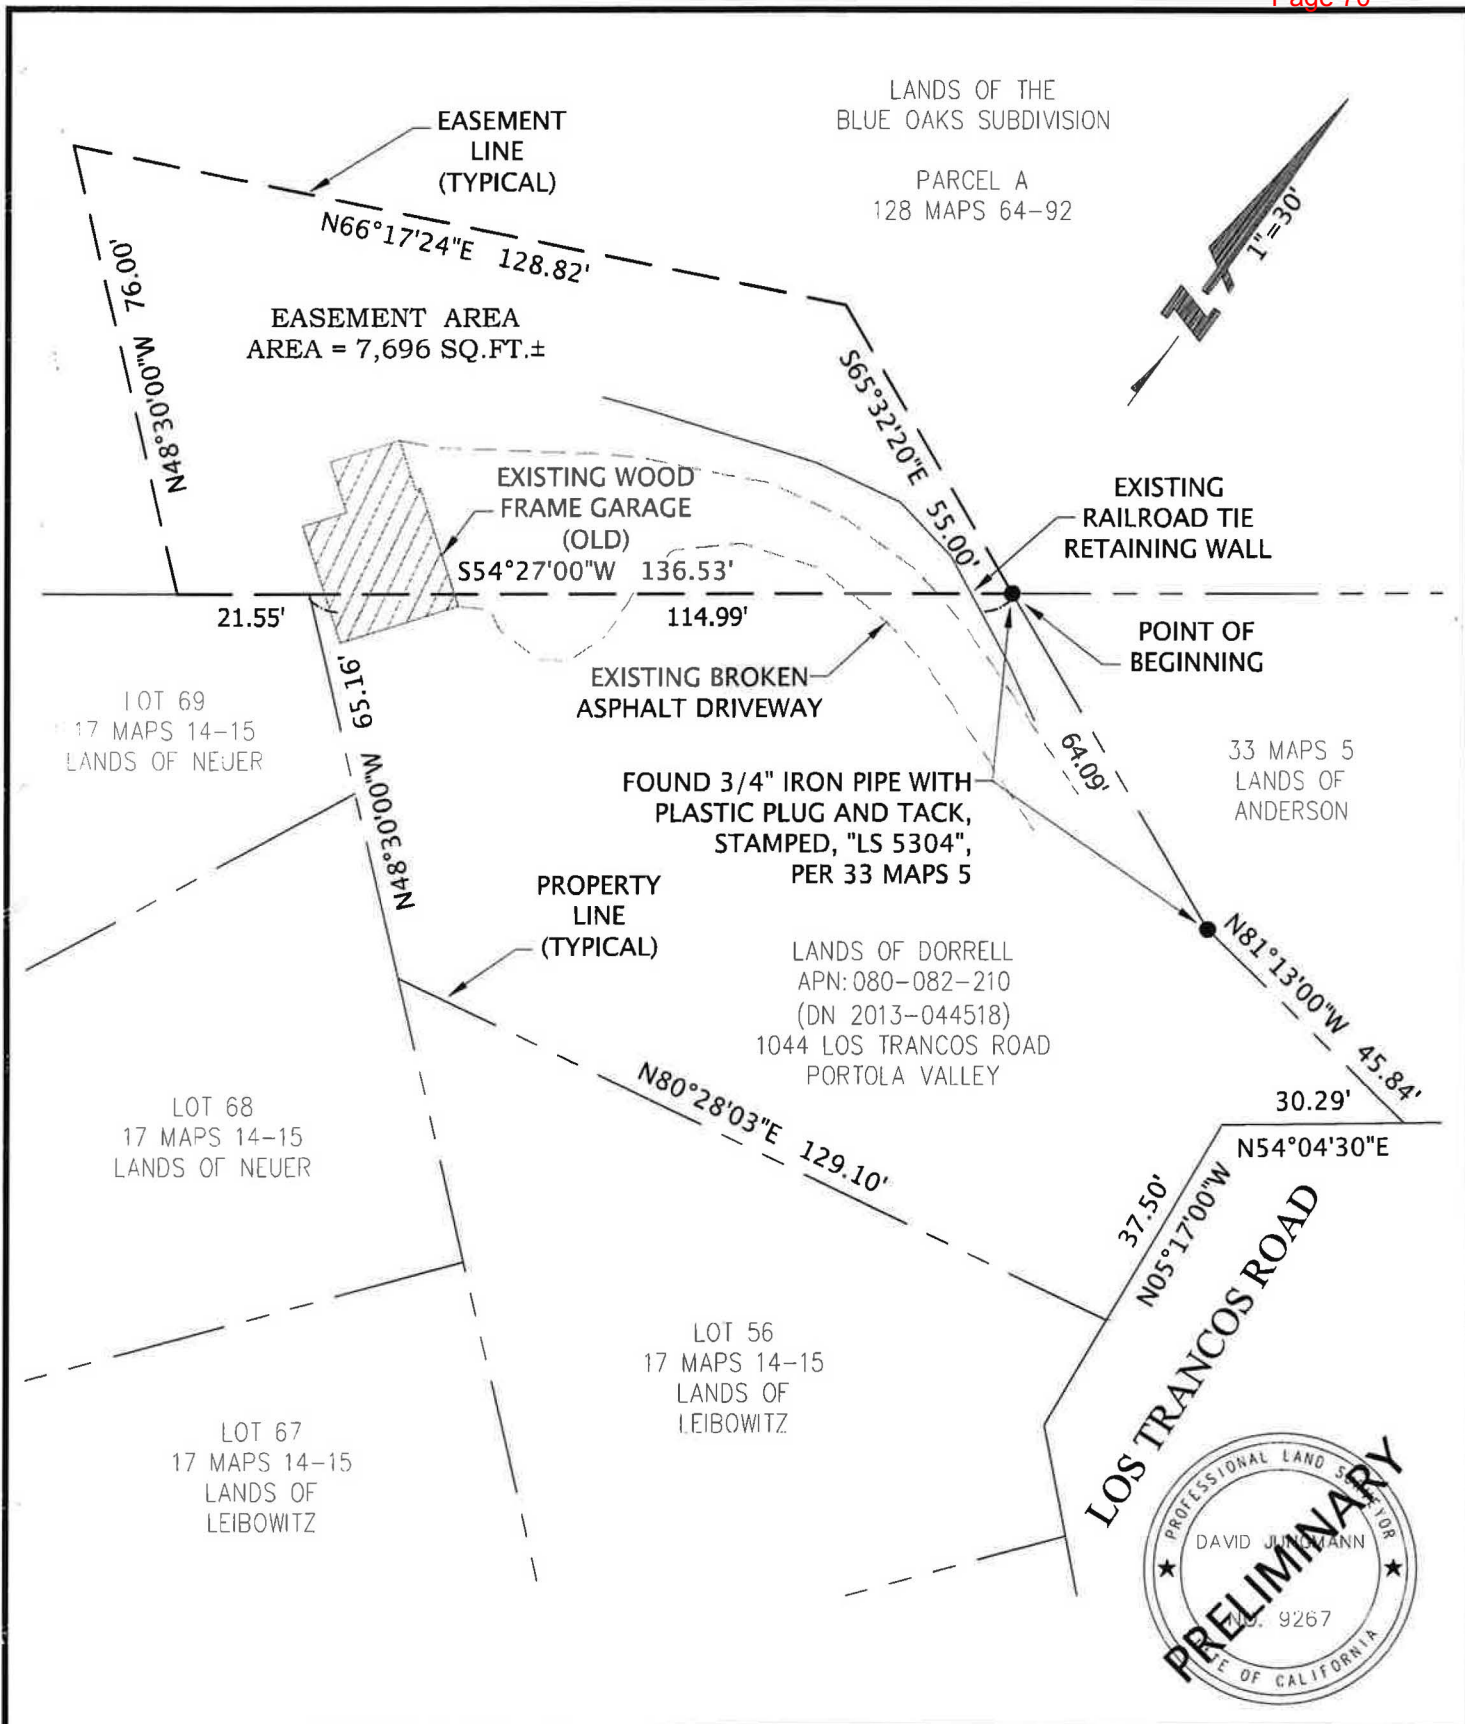 Page 70
LANDS OF THE
BLUE OAKS SUBDIVISION
PARCEL A
128 MAPS 64-92
1"=30'
EASEMENT
LINE
(TYPICAL)
N66°17'24"E 128.82'
N48°30'00"W 76.00'
EASEMENT AREA
AREA = 7,696 SQ.FT.±
S65°32'20"E 55.00'
EXISTING WOOD
FRAME GARAGE
(OLD)
EXISTING
RAILROAD TIE
RETAINING WALL
S54°27'00"W 136.53'
21.55'
114.99'
POINT OF
BEGINNING
EXISTING BROKEN
ASPHALT DRIVEWAY
N48°30'00"W 65.16'
LOT 69
17 MAPS 14-15
LANDS OF NEUER
64.09'
33 MAPS 5
LANDS OF
ANDERSON
FOUND 3/4" IRON PIPE WITH
PLASTIC PLUG AND TACK,
STAMPED, "LS 5304",
PER 33 MAPS 5
PROPERTY
LINE
(TYPICAL)
LANDS OF DORRELL
APN:080-082-210
(DN 2013-044518)
1044 LOS TRANCOS ROAD
PORTOLA VALLEY
N81°13'00"W 45.84'
30.29'
N54°04'30"E
N80°28'03"E 129.10'
37.50'
N05°17'00"W
LOT 68
17 MAPS 14-15
LANDS OF NEUER
LOS TRANCOS ROAD
LOT 56
17 MAPS 14-15
LANDS OF
LEIBOWITZ
LOT 67
17 MAPS 14-15
LANDS OF
LEIBOWITZ
PROFESSIONAL LAND SURVEYOR
DAVID JUNGMANN
PRELIMINARY
NO. 9267
STATE OF CALIFORNIA